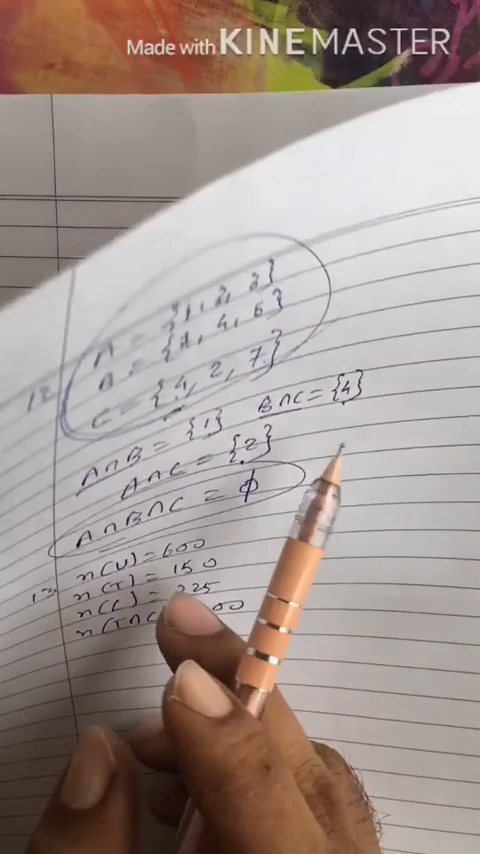 Made with KINEMASTER
12. A = {1, 2, 3}
B = {1, 4, 6}
C = {4, 2, 7}
A∩B = {1} B∩C = {4}
A∩C = {2}
A∩B∩C = ϕ
13. n(U) = 600
n(T) = 150
n(C) = 225
n(T∩C 00